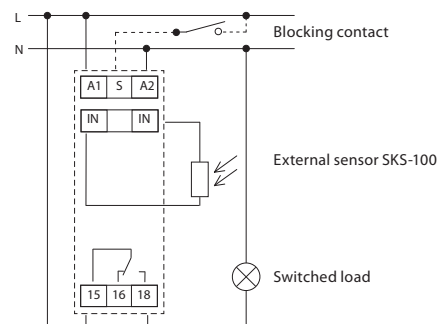 L
Blocking contact
N
A1 S A2
IN IN
External sensor SKS-100
Switched load
15 16 18